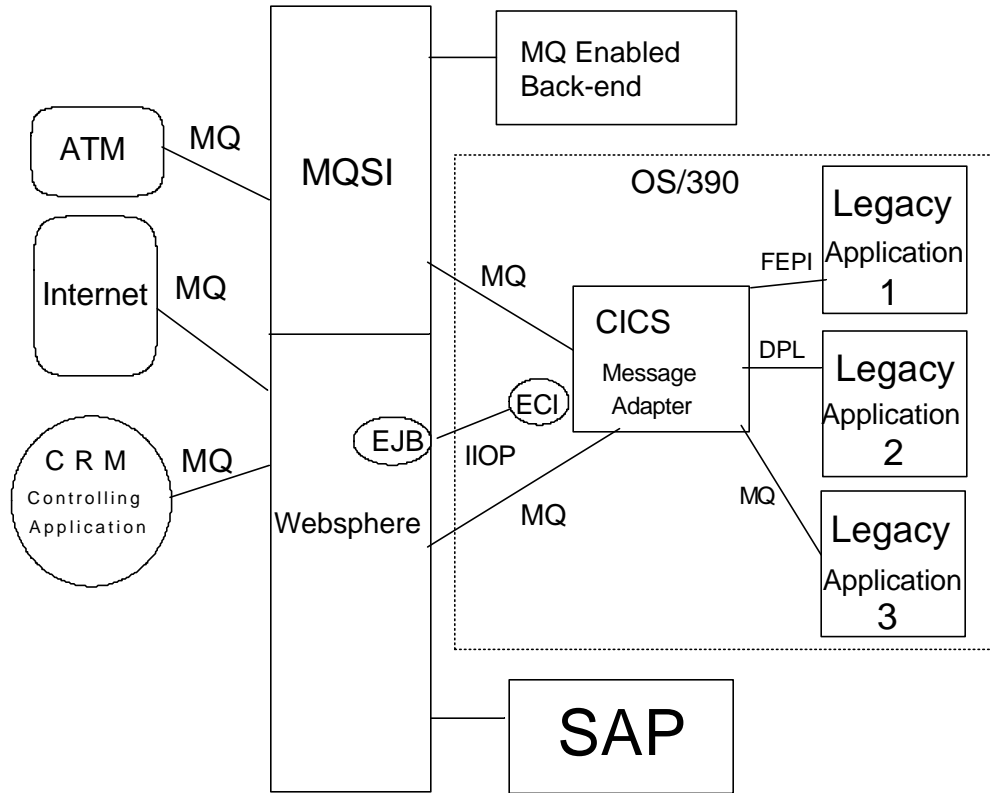 MQ Enabled
Back-end
ATM
MQ
MQSI
OS/390
Legacy
Application
1
FEPI
Internet
MQ
MQ
CICS
Message
Adapter
DPL
Legacy
Application
2
ECI
EJB
IIOP
CRM
Controlling
Application
MQ
Websphere
MQ
MQ
Legacy
Application
3
SAP